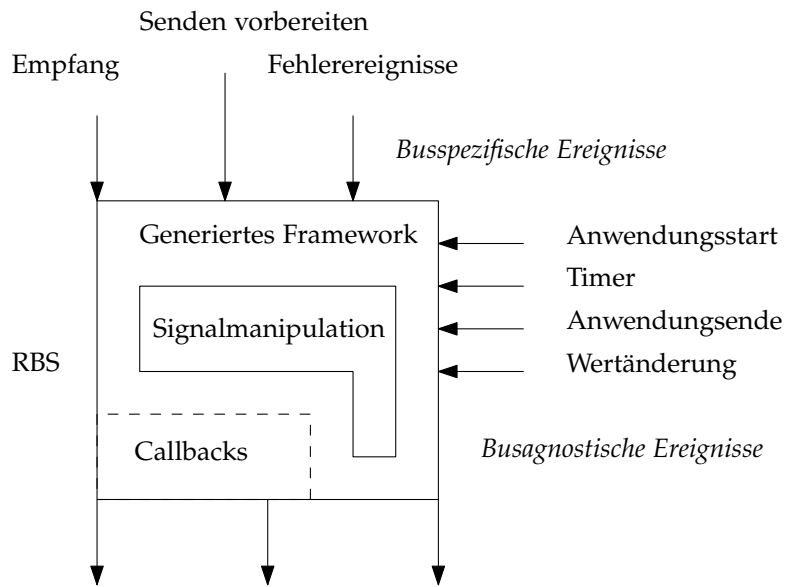 Senden vorbereiten
Empfang
Fehlerereignisse
Busspezifische Ereignisse
Generiertes Framework
Anwendungsstart
Timer
Signalmanipulation
Anwendungsende
RBS
Wertänderung
Callbacks
Busagnostische Ereignisse